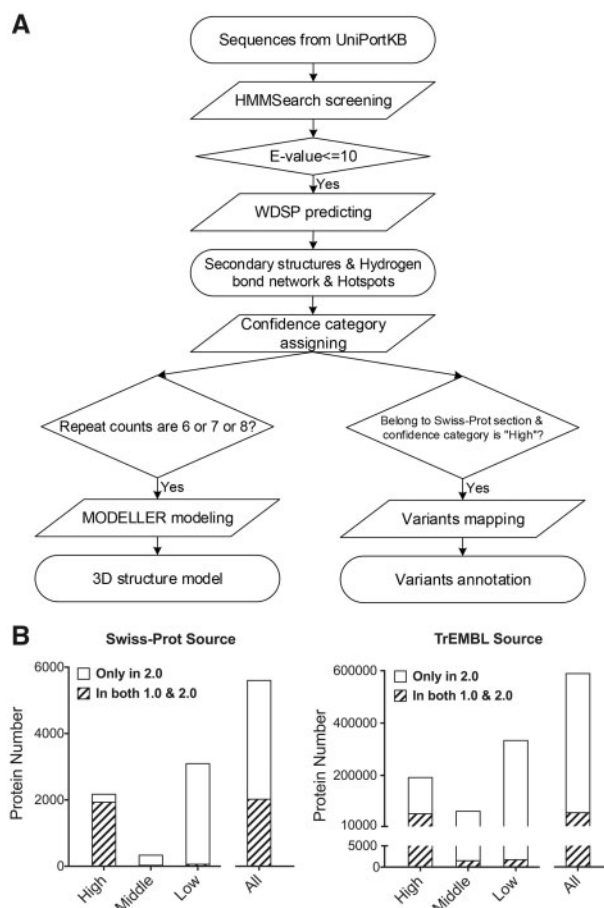 A
Sequences from UniPortKB
HMMSearch screening
E-value<=10
Yes
WDSP predicting
Secondary structures & Hydrogen
bond network & Hotspots
Confidence category
assigning
Repeat counts are 6 or 7 or 8?
Belong to Swiss-Prot section &
confidence category is "High"?
Yes
Yes
MODELLER modeling
Variants mapping
3D structure model
Variants annotation
B
Swiss-Prot Source
Protein Number
6000
4000
2000
0
Only in 2.0
In both 1.0 & 2.0
High
Middle
Low
All
TrEMBL Source
Protein Number
600000
400000
200000
10000
5000
0
Only in 2.0
In both 1.0 & 2.0
High
Middle
Low
All